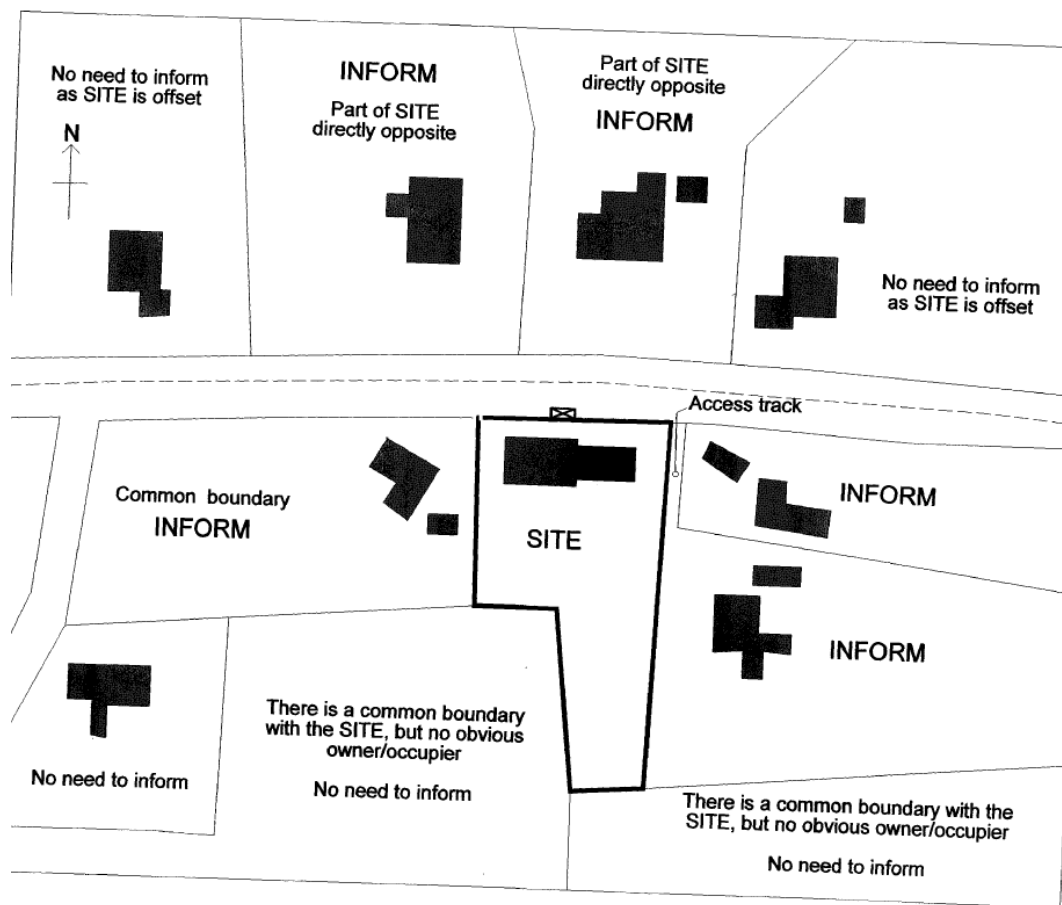 No need to inform
as SITE is offset
N
INFORM
Part of SITE
directly opposite
Part of SITE
directly opposite
INFORM
No need to inform
as SITE is offset
Access track
Common boundary
INFORM
SITE
INFORM
INFORM
No need to inform
There is a common boundary
with the SITE, but no obvious
owner/occupier
No need to inform
There is a common boundary with the
SITE, but no obvious owner/occupier
No need to inform